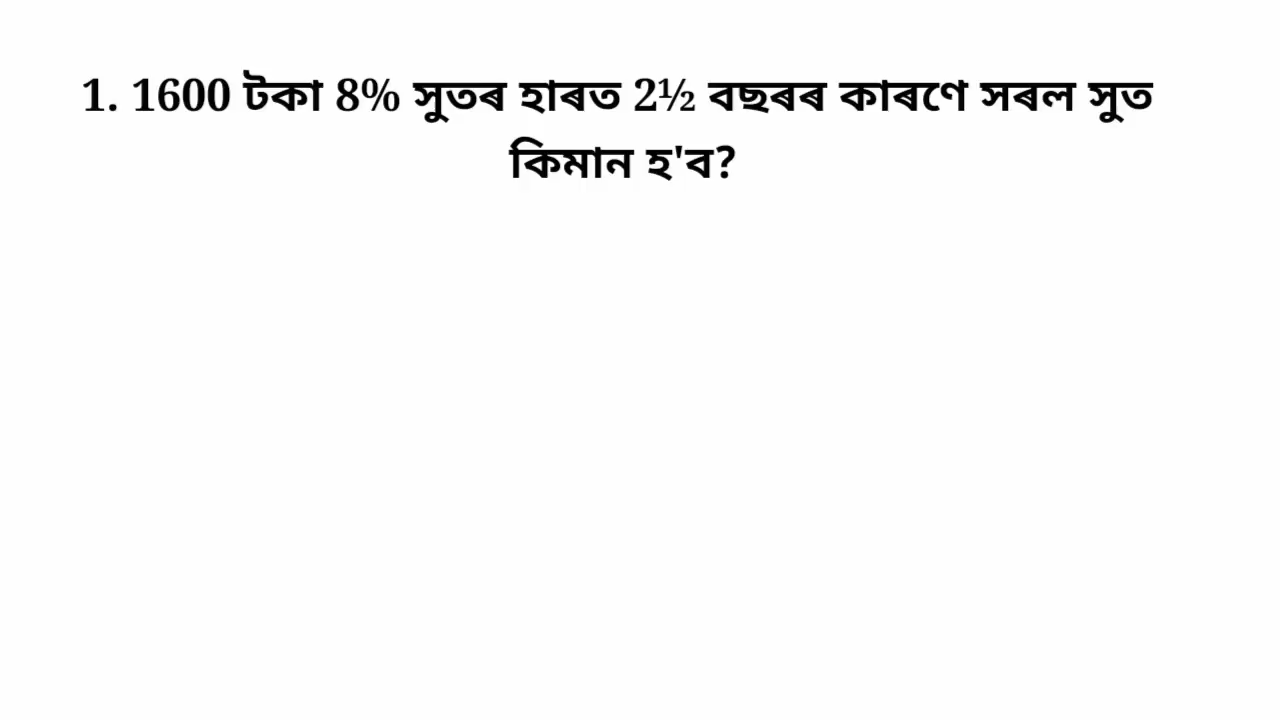 1. 1600 টকা 8% সুতৰ হাৰত 2½ বছৰৰ কাৰণে সৰল সুত
কিমান হ'ব?